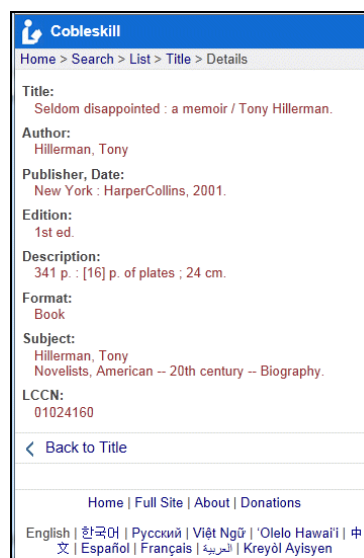 Cobleskill
Home > Search > List > Title > Details
Title:
Seldom disappointed : a memoir / Tony Hillerman.
Author:
Hillerman, Tony
Publisher, Date:
New York : HarperCollins, 2001.
Edition:
1st ed.
Description:
341 p. : [16] p. of plates ; 24 cm.
Format:
Book
Subject:
Hillerman, Tony
Novelists, American -- 20th century -- Biography.
LCCN:
01024160
Back to Title
Home | Full Site | About | Donations
English | 한국어 | Русский | Việt Ngữ | 'Olelo Hawai'i | 中
文 | Español | Français | العربية | Kreyòl Ayisyen